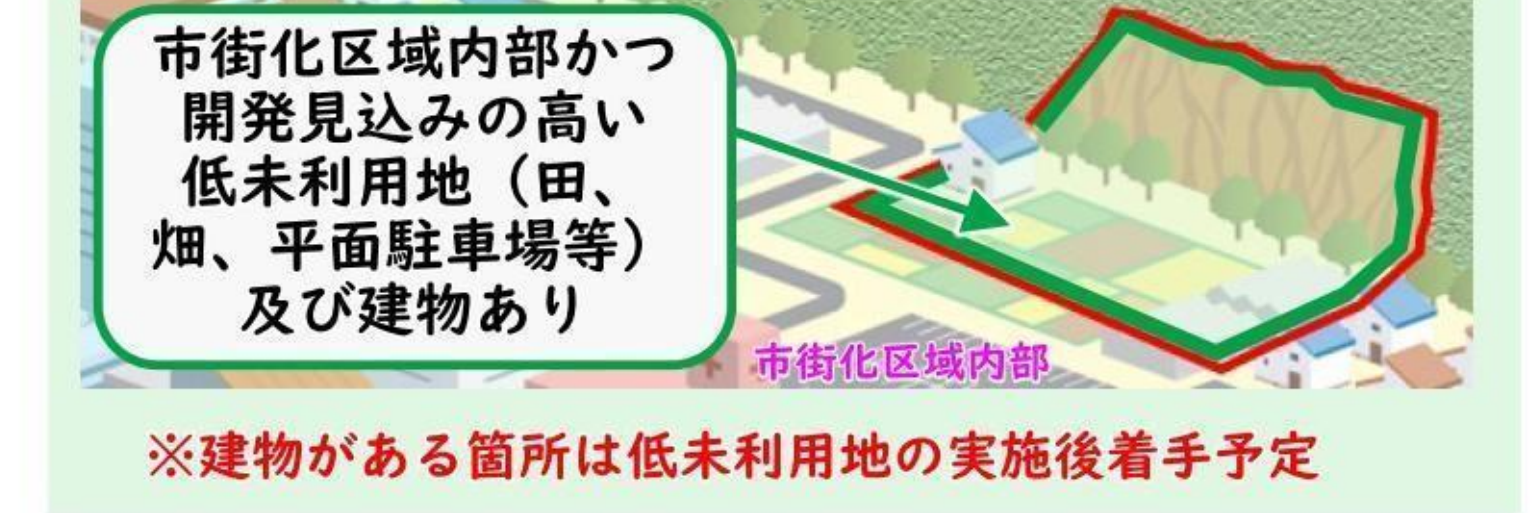 市街化区域内部かつ
開発見込みの高い
低未利用地（田、
畑、平面駐車場等）
及び建物あり
市街化区域内部
※建物がある箇所は低未利用地の実施後着手予定